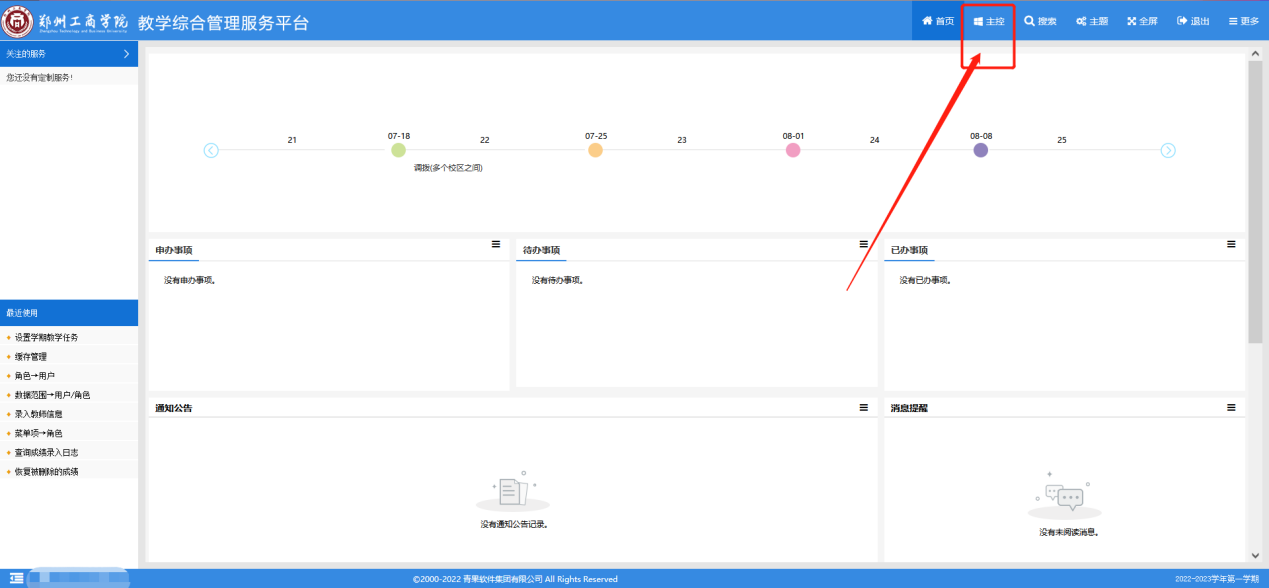 郑州工商学院 教学综合管理服务平台
Zhengzhou Technology and Business University
首页 主控 搜索 主题 全屏 退出 更多
关注的服务
您还没有定制服务!
21 07-18 22 07-25 23 08-01 24 08-08 25
调拨(多个校区之间)
申办事项 待办事项 已办事项
没有申办事项。 没有待办事项。 没有已办事项。
最近使用
设置学期教学任务
缓存管理
角色→用户
数据范围→用户/角色
录入教师信息
菜单项→角色
查询成绩录入日志
恢复被删除的成绩
通知公告 消息提醒
没有通知公告记录。 没有未阅读消息。
©2000-2022 青果软件集团有限公司 All Rights Reserved
2022-2023学年第一学期